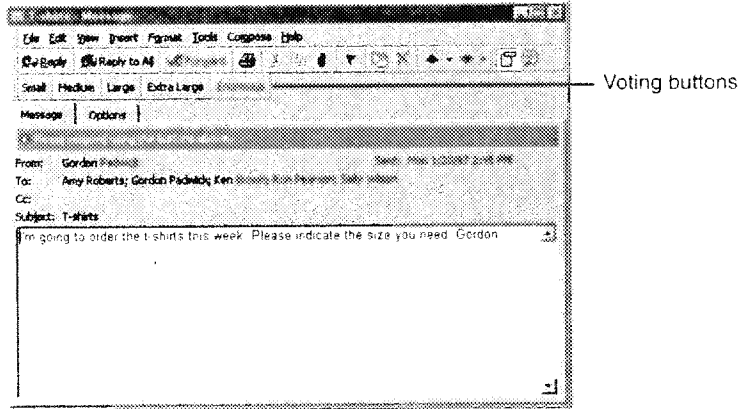 File Edit View Insert Format Tools Compose Help
Reply Reply to All
Small Medium Large Extra Large
Voting buttons
Message Options
From: Gordon
To: Amy Roberts; Gordon Padwick; Ken
Cc:
Subject: T-shirts
I'm going to order the t-shirts this week. Please indicate the size you need. Gordon